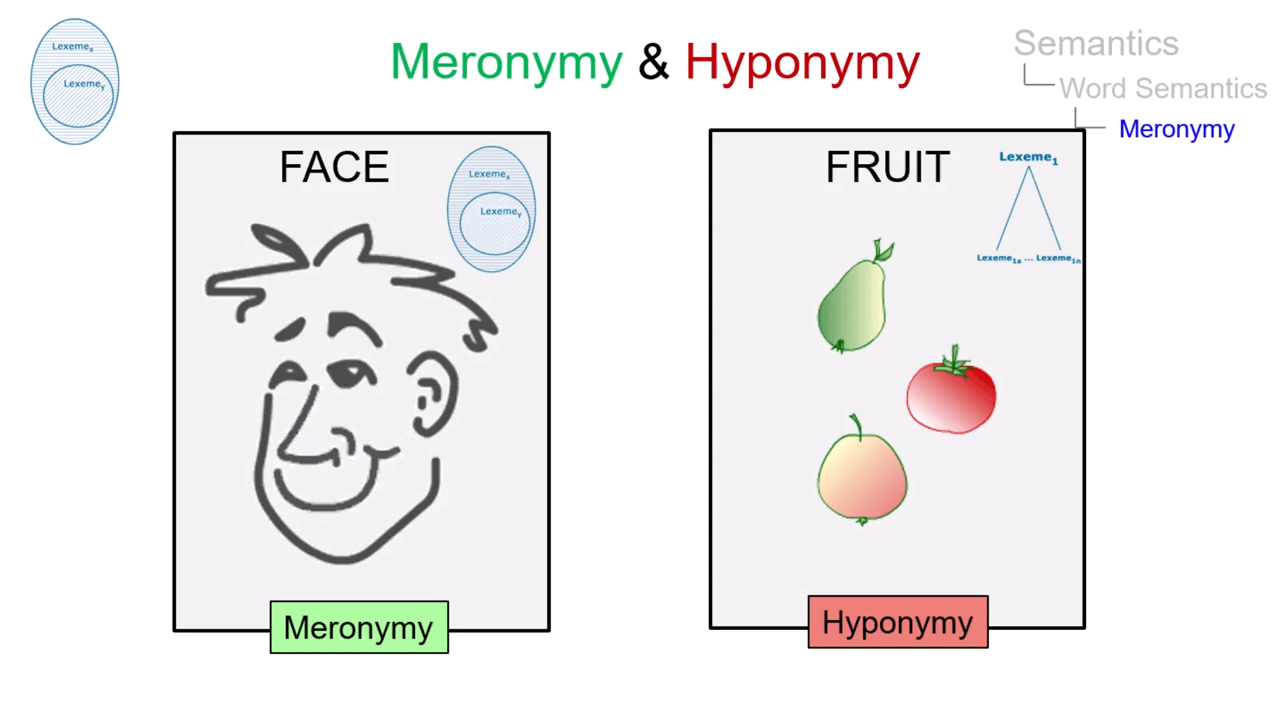 Lexemex
Lexemey
Meronymy & Hyponymy
Semantics
Word Semantics
Meronymy
FACE
Lexemex
Lexemey
Meronymy
FRUIT
Lexeme1
Lexeme1a ... Lexeme1n
Hyponymy